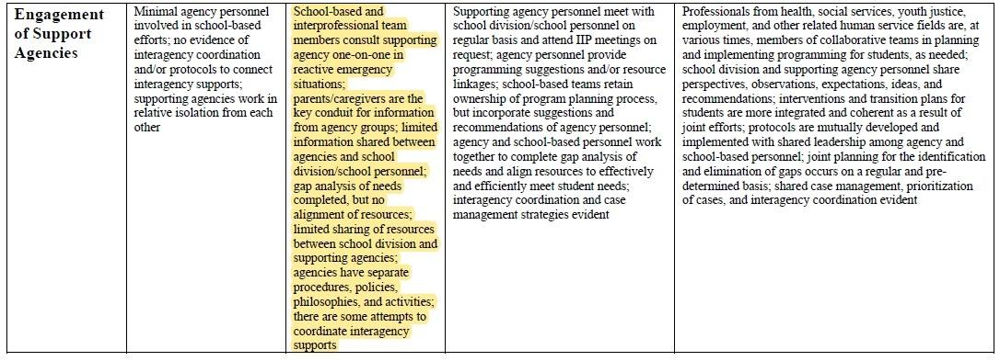 Engagement
of Support
Agencies
Minimal agency personnel
involved in school-based
efforts; no evidence of
interagency coordination
and/or protocols to connect
interagency supports;
supporting agencies work in
relative isolation from each
other
School-based and
interprofessional team
members consult supporting
agency one-on-one in
reactive emergency
situations;
parents/caregivers are the
key conduit for information
from agency groups; limited
information shared between
agencies and school
division/school personnel;
gap analysis of needs
completed, but no
alignment of resources;
limited sharing of resources
between school division and
supporting agencies;
agencies have separate
procedures, policies,
philosophies, and activities;
there are some attempts to
coordinate interagency
supports
Supporting agency personnel meet with
school division/school personnel on
regular basis and attend IIP meetings on
request; agency personnel provide
programming suggestions and/or resource
linkages; school-based teams retain
ownership of program planning process,
but incorporate suggestions and
recommendations of agency personnel;
agency and school-based personnel work
together to complete gap analysis of
needs and align resources to effectively
and efficiently meet student needs;
interagency coordination and case
management strategies evident
Professionals from health, social services, youth justice,
employment, and other related human service fields are, at
various times, members of collaborative teams in planning
and implementing programming for students, as needed;
school division and supporting agency personnel share
perspectives, observations, expectations, ideas, and
recommendations; interventions and transition plans for
students are more integrated and coherent as a result of
joint efforts; protocols are mutually developed and
implemented with shared leadership among agency and
school-based personnel; joint planning for the identification
and elimination of gaps occurs on a regular and pre-
determined basis; shared case management, prioritization
of cases, and interagency coordination evident